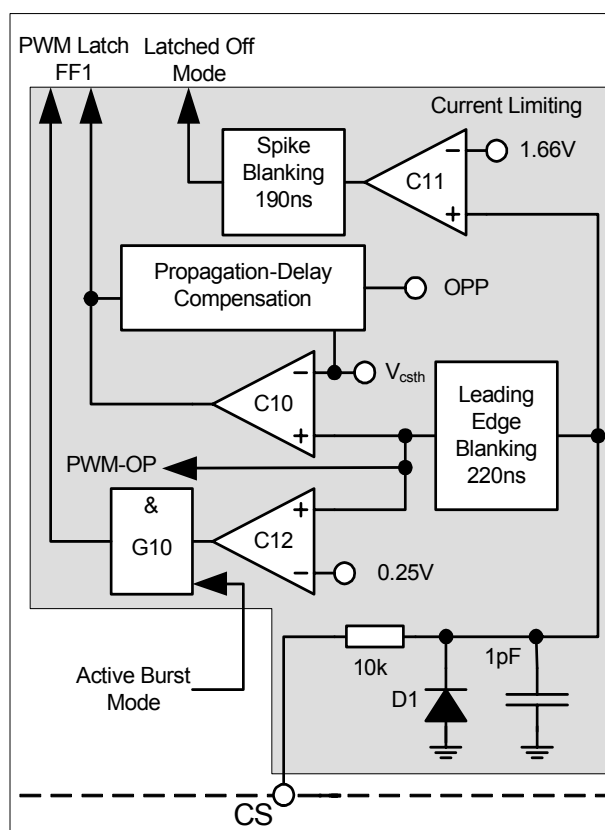 PWM Latch
FF1
Latched Off
Mode
Current Limiting
Spike
Blanking
190ns
C11
1.66V
−
+
Propagation-Delay
Compensation
OPP
C10
−
+
Vcsth
Leading
Edge
Blanking
220ns
PWM-OP
&
G10
C12
+
−
0.25V
Active Burst
Mode
10k
1pF
D1
CS